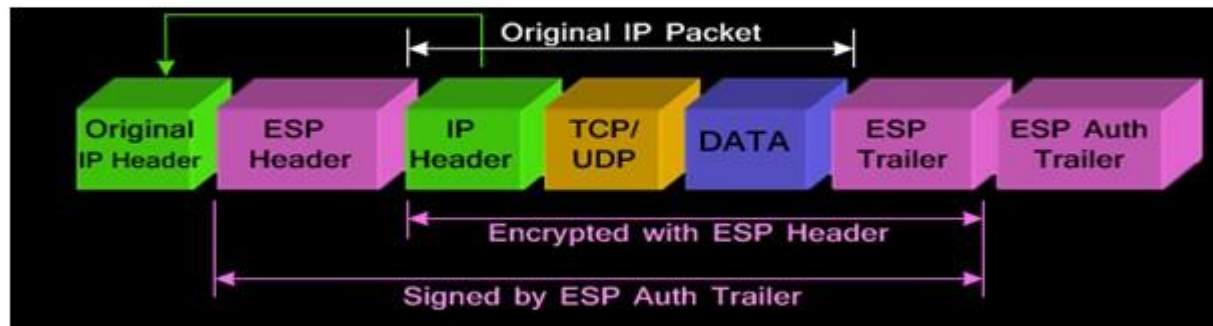 Original IP Packet
Original
IP Header
ESP
Header
IP
Header
TCP/
UDP
DATA
ESP
Trailer
ESP Auth
Trailer
Encrypted with ESP Header
Signed by ESP Auth Trailer